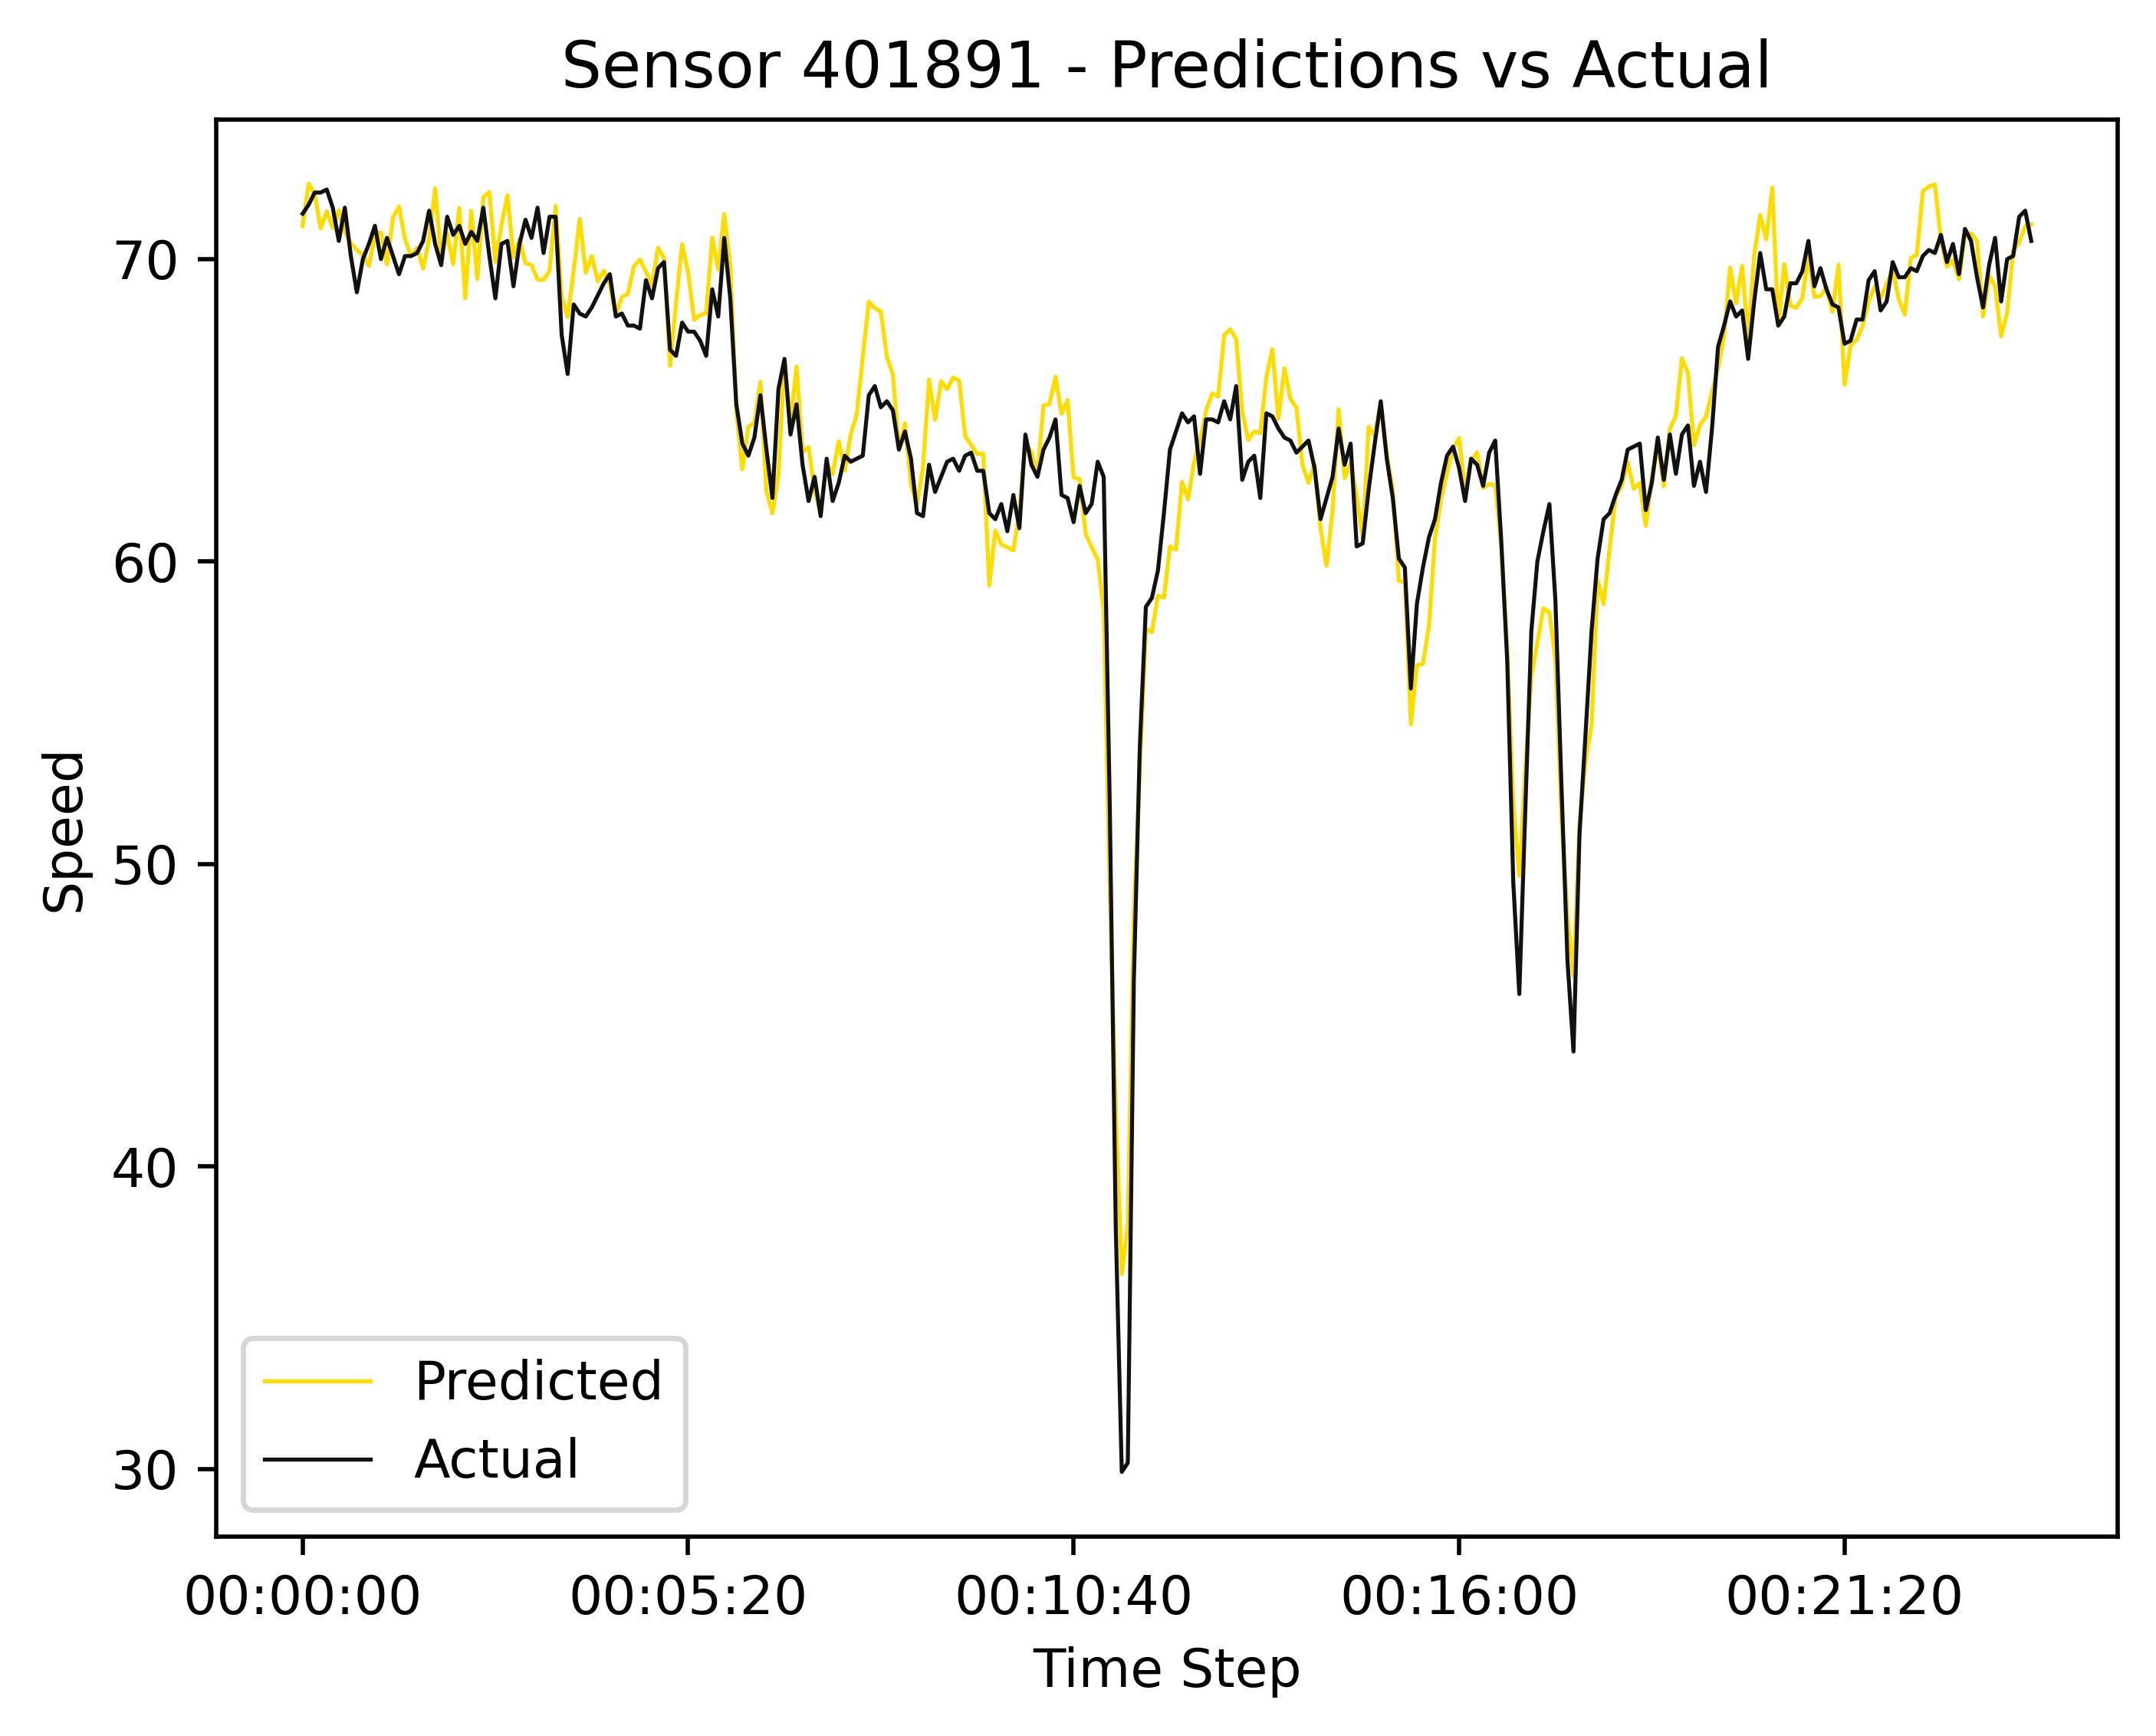 Sensor 401891 - Predictions vs Actual
70
60
50
40
30
Speed
Predicted
Actual
00:00:00
00:05:20
00:10:40
00:16:00
00:21:20
Time Step